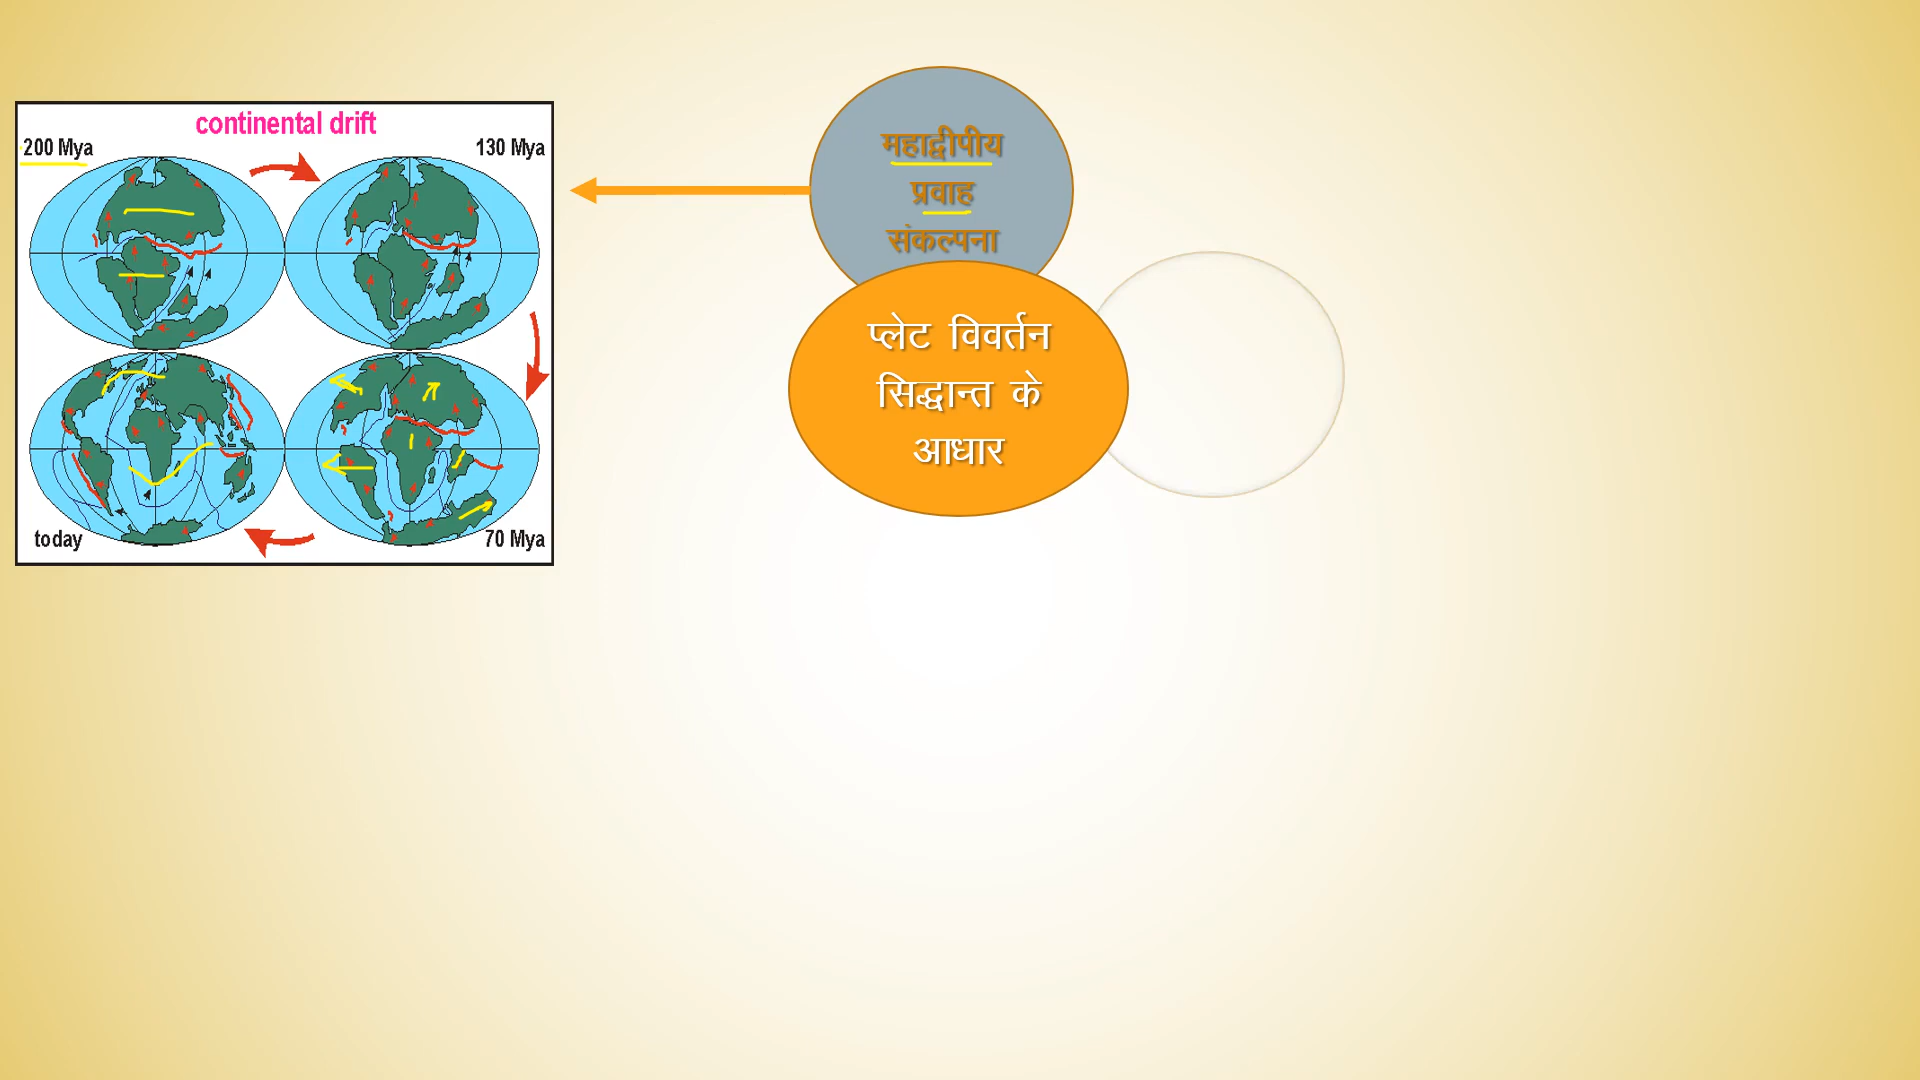 continental drift
200 Mya
130 Mya
today
70 Mya
महाद्वीपीय
प्रवाह
संकल्पना
प्लेट विवर्तन
सिद्धान्त के
आधार